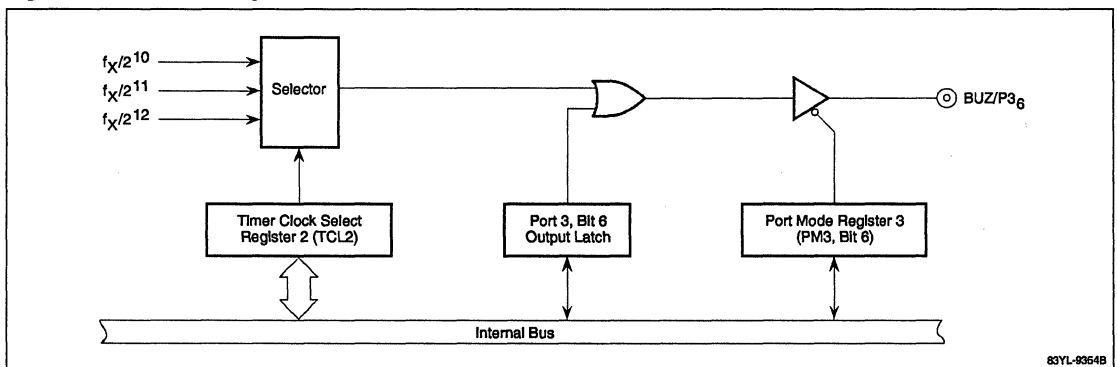 fX/2 10
fX/2 11
fX/2 12
Selector
BUZ/P36
Timer Clock Select
Register 2 (TCL2)
Port 3, Bit 6
Output Latch
Port Mode Register 3
(PM3, Bit 6)
Internal Bus
83YL-9364B